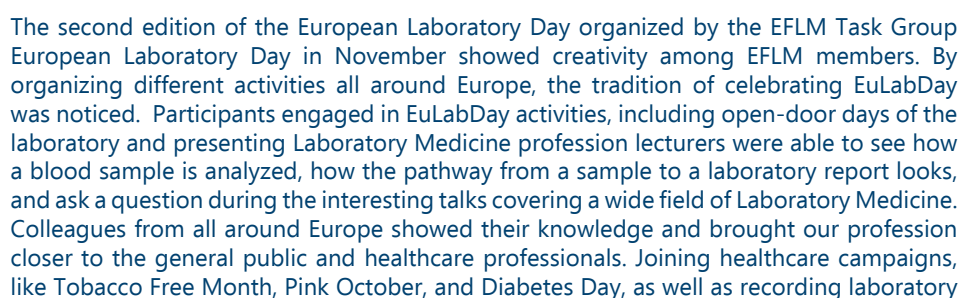 The second edition of the European Laboratory Day organized by the EFLM Task Group
European Laboratory Day in November showed creativity among EFLM members. By
organizing different activities all around Europe, the tradition of celebrating EuLabDay
was noticed. Participants engaged in EuLabDay activities, including open-door days of the
laboratory and presenting Laboratory Medicine profession lecturers were able to see how
a blood sample is analyzed, how the pathway from a sample to a laboratory report looks,
and ask a question during the interesting talks covering a wide field of Laboratory Medicine.
Colleagues from all around Europe showed their knowledge and brought our profession
closer to the general public and healthcare professionals. Joining healthcare campaigns,
like Tobacco Free Month, Pink October, and Diabetes Day, as well as recording laboratory